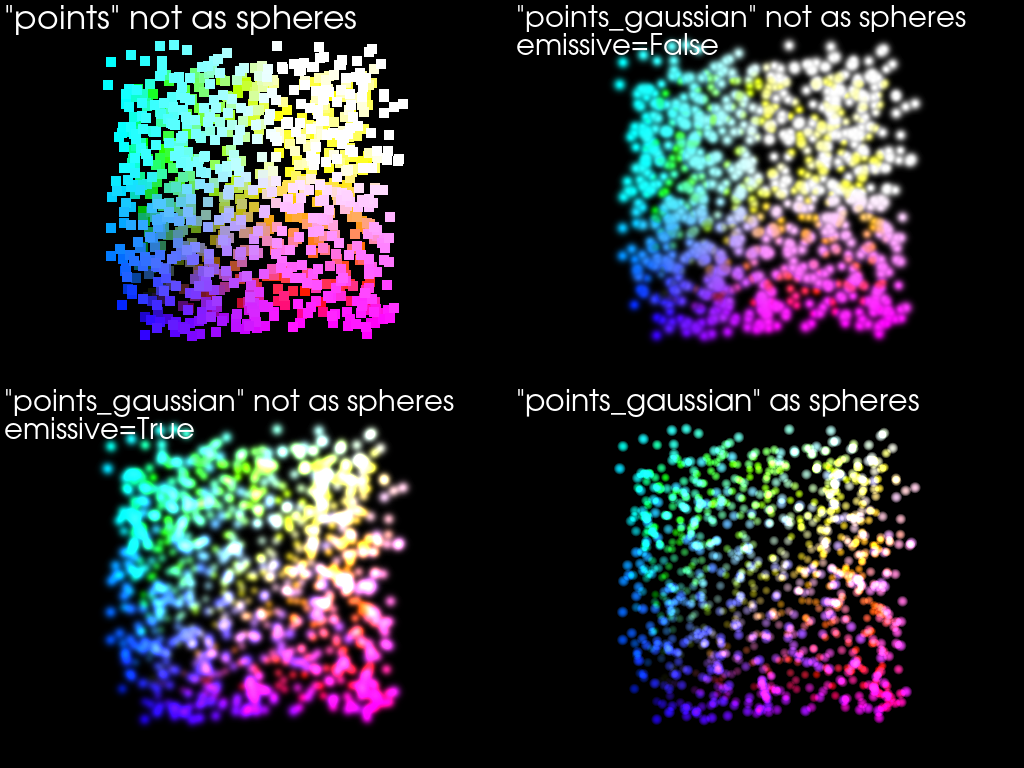 "points" not as spheres
"points_gaussian" not as spheres
emissive=False
"points_gaussian" not as spheres
emissive=True
"points_gaussian" as spheres